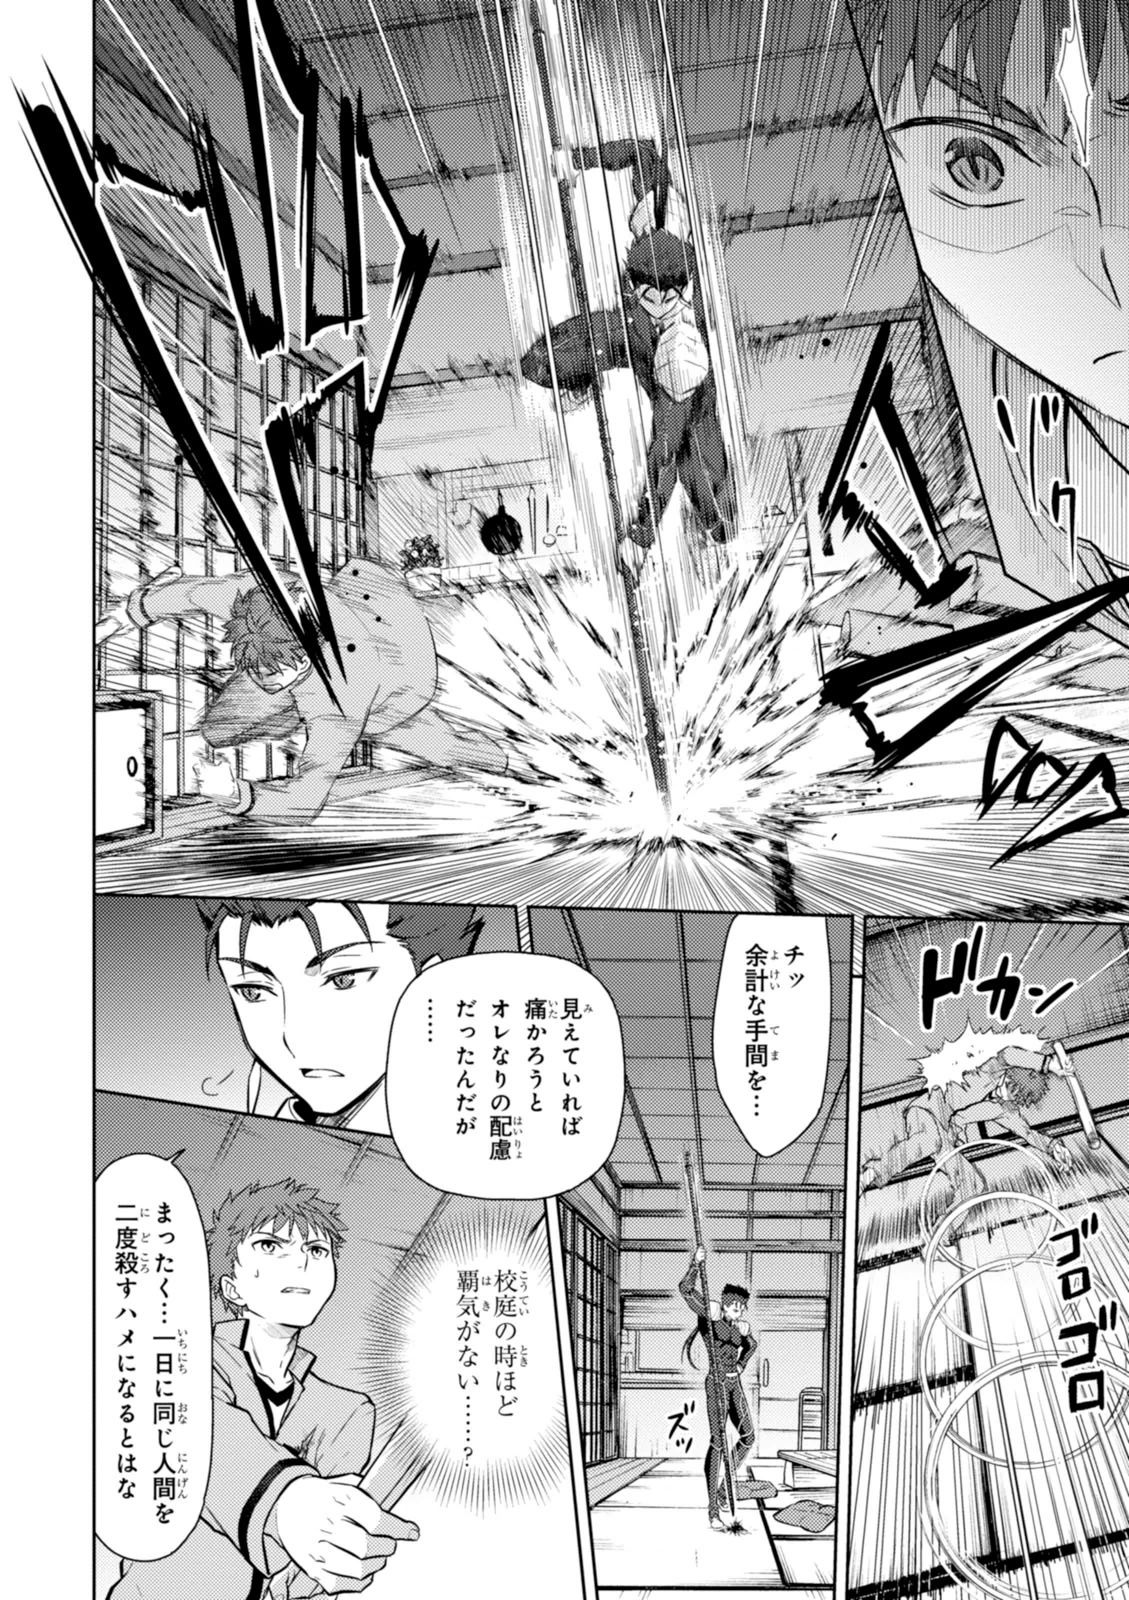 ゾク
ドカン
ゴロ
ゴロ
チッ
余計な手間を…
ズッ
見えていれば
痛かろうと
オレなりの配慮
だったんだが
……
校庭の時ほど
覇気がない……?
まったく…一日に同じ人間を
二度殺すハメになるとはな